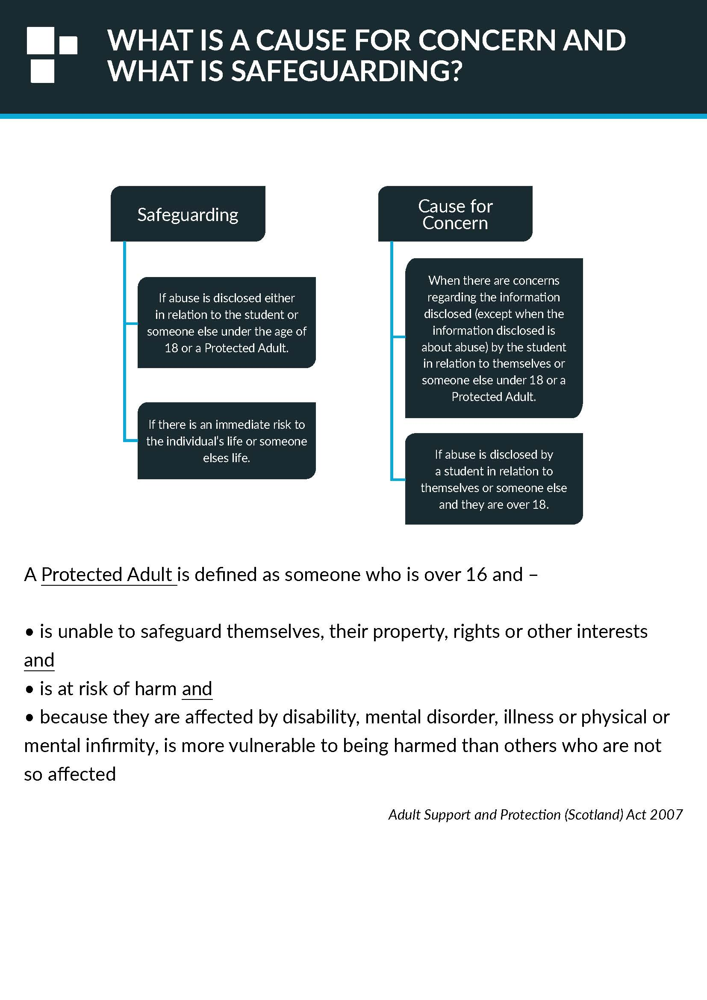 WHAT IS A CAUSE FOR CONCERN AND
WHAT IS SAFEGUARDING?
Safeguarding
If abuse is disclosed either
in relation to the student or
someone else under the age of
18 or a Protected Adult.
If there is an immediate risk to
the individual's life or someone
elses life.
Cause for
Concern
When there are concerns
regarding the information
disclosed (except when the
information disclosed is
about abuse) by the student
in relation to themselves or
someone else under 18 or a
Protected Adult.
If abuse is disclosed by
a student in relation to
themselves or someone else
and they are over 18.
A Protected Adult is defined as someone who is over 16 and –
• is unable to safeguard themselves, their property, rights or other interests
and
• is at risk of harm and
• because they are affected by disability, mental disorder, illness or physical or
mental infirmity, is more vulnerable to being harmed than others who are not
so affected
Adult Support and Protection (Scotland) Act 2007